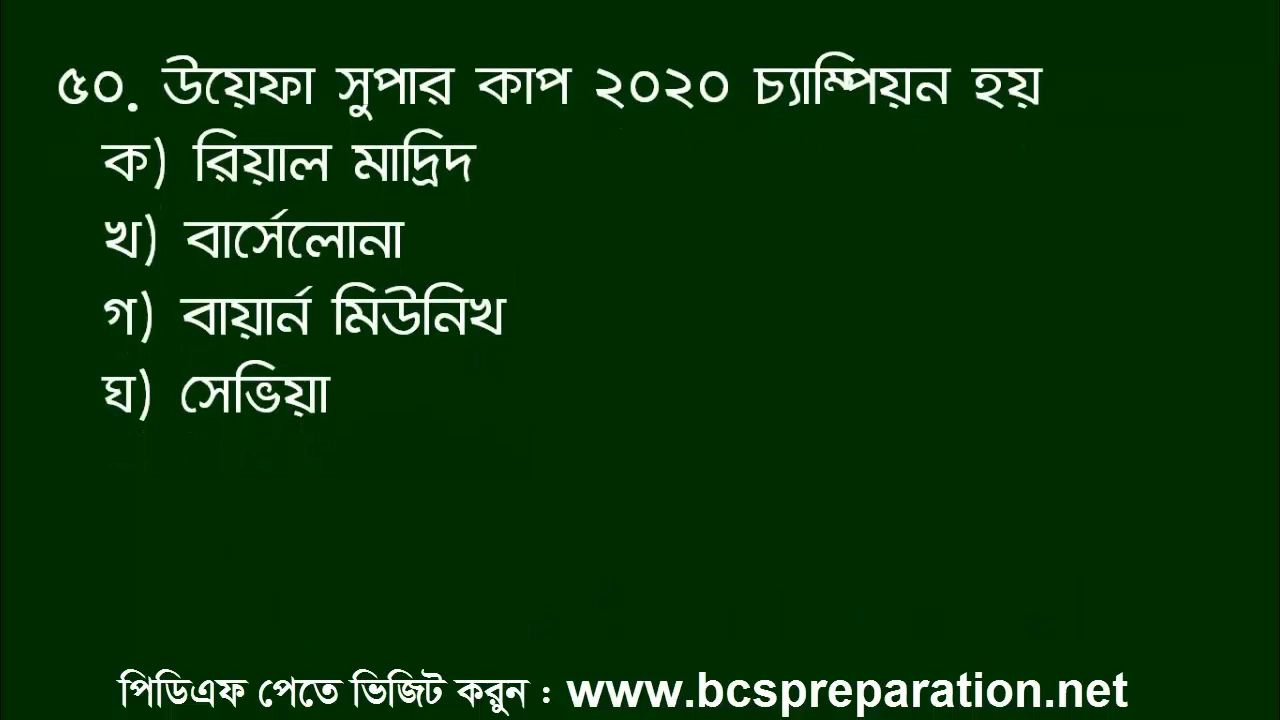 ৫০. উয়েফা সুপার কাপ ২০২০ চ্যাম্পিয়ন হয়
ক) রিয়াল মাদ্রিদ
খ) বার্সেলোনা
গ) বায়ার্ন মিউনিখ
ঘ) সেভিয়া
পিডিএফ পেতে ভিজিট করুন : www.bcspreparation.net